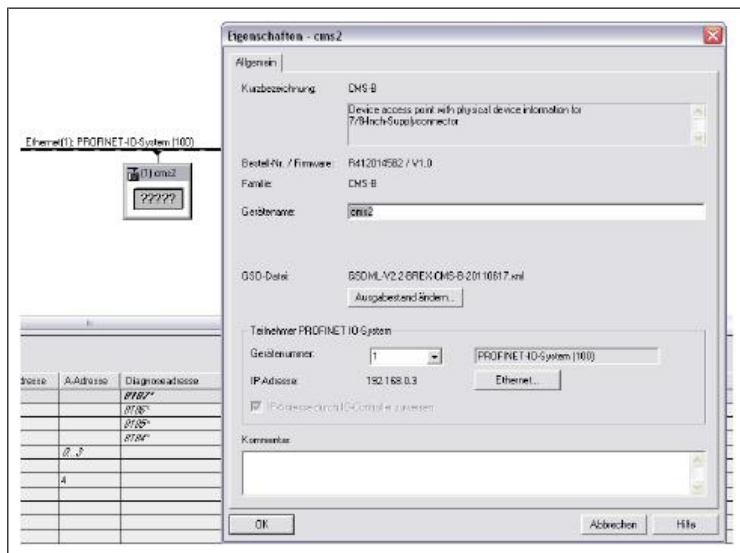 Eigenschaften - cms2
Allgemein
Kurzbezeichnung: CMS-B
Device access point with physical device information for
7/8-Inch-Supplyconnector
Ethernet(1): PROFINET-IO-System (100)
(1) cms2
?????
Bestell-Nr. / Firmware: R412014582 / V1.0
Familie: CMS-B
Gerätename: cms2
GSD-Datei: GSDML-V2.2-BREX-CMS-B-20110617.xml
Ausgabestand ändern...
Teilnehmer PROFINET IO-System
Gerätenummer: 1 PROFINET-IO-System (100)
IP-Adresse: 192.168.0.3 Ethernet...
IP-Adresse durch IO-Controller zuweisen
Kommentar:
dresse A-Adresse Diagnoseadresse
8187*
8186*
8185*
8184*
0...3
4
OK Abbrechen Hilfe